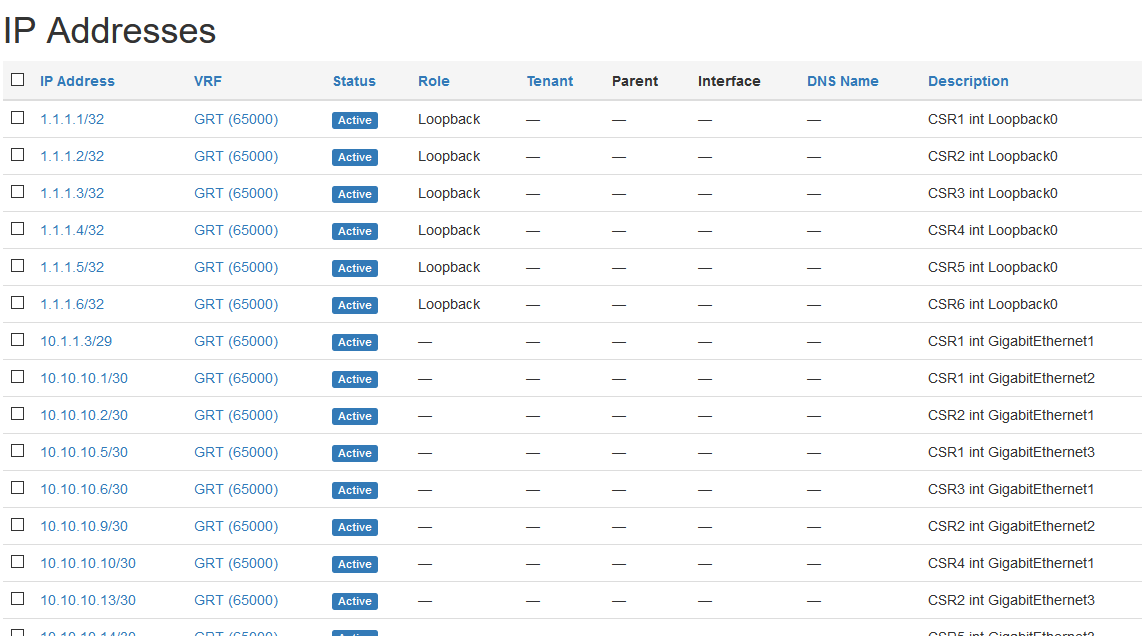 IP Addresses
IP Address VRF Status Role Tenant Parent Interface DNS Name Description
1.1.1.1/32 GRT (65000) Active Loopback — — — — CSR1 int Loopback0
1.1.1.2/32 GRT (65000) Active Loopback — — — — CSR2 int Loopback0
1.1.1.3/32 GRT (65000) Active Loopback — — — — CSR3 int Loopback0
1.1.1.4/32 GRT (65000) Active Loopback — — — — CSR4 int Loopback0
1.1.1.5/32 GRT (65000) Active Loopback — — — — CSR5 int Loopback0
1.1.1.6/32 GRT (65000) Active Loopback — — — — CSR6 int Loopback0
10.1.1.3/29 GRT (65000) Active — — — — — CSR1 int GigabitEthernet1
10.10.10.1/30 GRT (65000) Active — — — — — CSR1 int GigabitEthernet2
10.10.10.2/30 GRT (65000) Active — — — — — CSR2 int GigabitEthernet1
10.10.10.5/30 GRT (65000) Active — — — — — CSR1 int GigabitEthernet3
10.10.10.6/30 GRT (65000) Active — — — — — CSR3 int GigabitEthernet1
10.10.10.9/30 GRT (65000) Active — — — — — CSR2 int GigabitEthernet2
10.10.10.10/30 GRT (65000) Active — — — — — CSR4 int GigabitEthernet1
10.10.10.13/30 GRT (65000) Active — — — — — CSR2 int GigabitEthernet3
10.10.10.14/30 GRT (65000) Active int